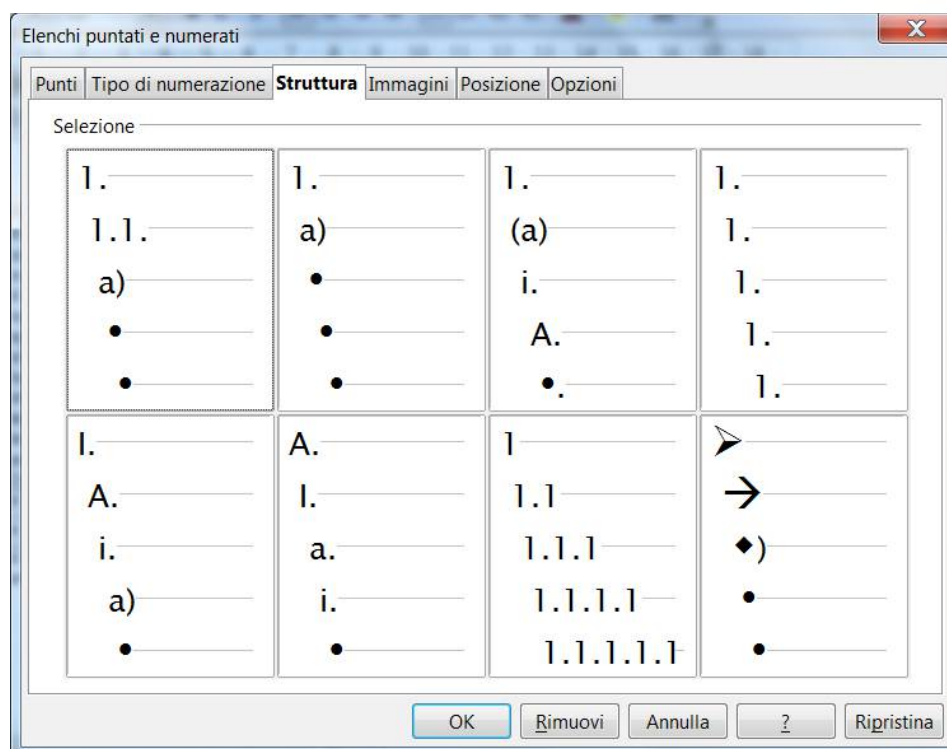 Elenchi puntati e numerati
Punti Tipo di numerazione Struttura Immagini Posizione Opzioni
Selezione
1. 1. 1. 1.
1.1. a) (a) 1.
a) • i. 1.
• • A. 1.
• • •. 1.
I. A. 1 ➢
A. I. 1.1 →
i. a. 1.1.1 ◆)
a) i. 1.1.1.1 •
• • 1.1.1.1.1 •
OK Rimuovi Annulla ? Ripristina